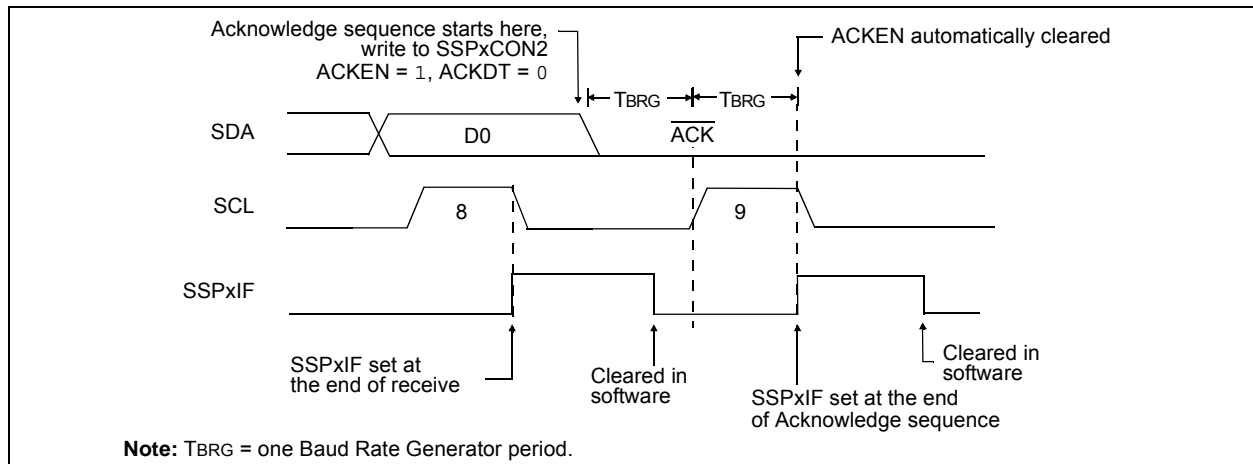 Acknowledge sequence starts here,
write to SSPxCON2
ACKEN = 1, ACKDT = 0
ACKEN automatically cleared
TBRG
TBRG
SDA
D0
ACK
SCL
8
9
SSPxIF
SSPxIF set at
the end of receive
Cleared in
software
SSPxIF set at the end
of Acknowledge sequence
Cleared in
software
Note: TBRG = one Baud Rate Generator period.